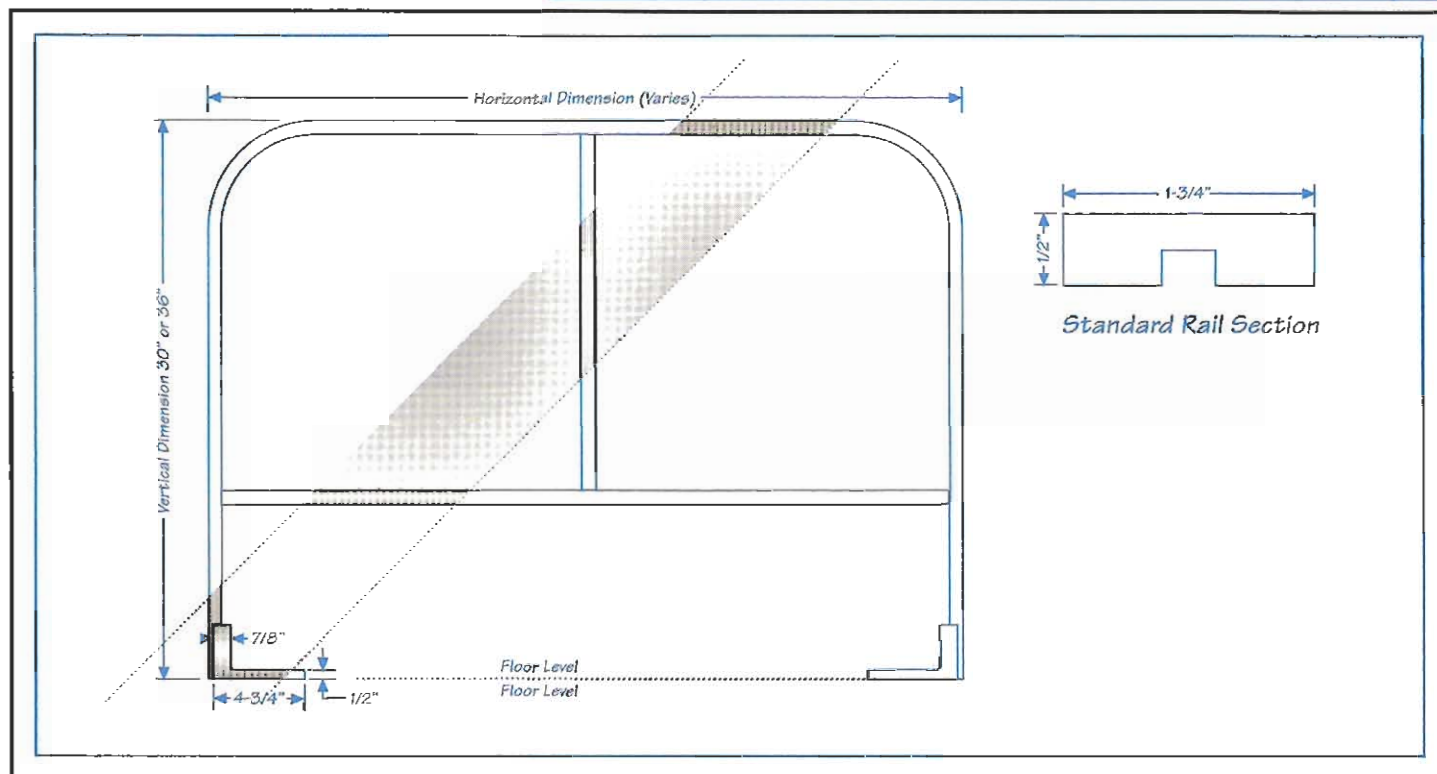 Horizontal Dimension (Varies)
Vertical Dimension 30" or 36"
1-3/4"
1/2"
Standard Rail Section
7/8"
Floor Level
Floor Level
4-3/4"
1/2"